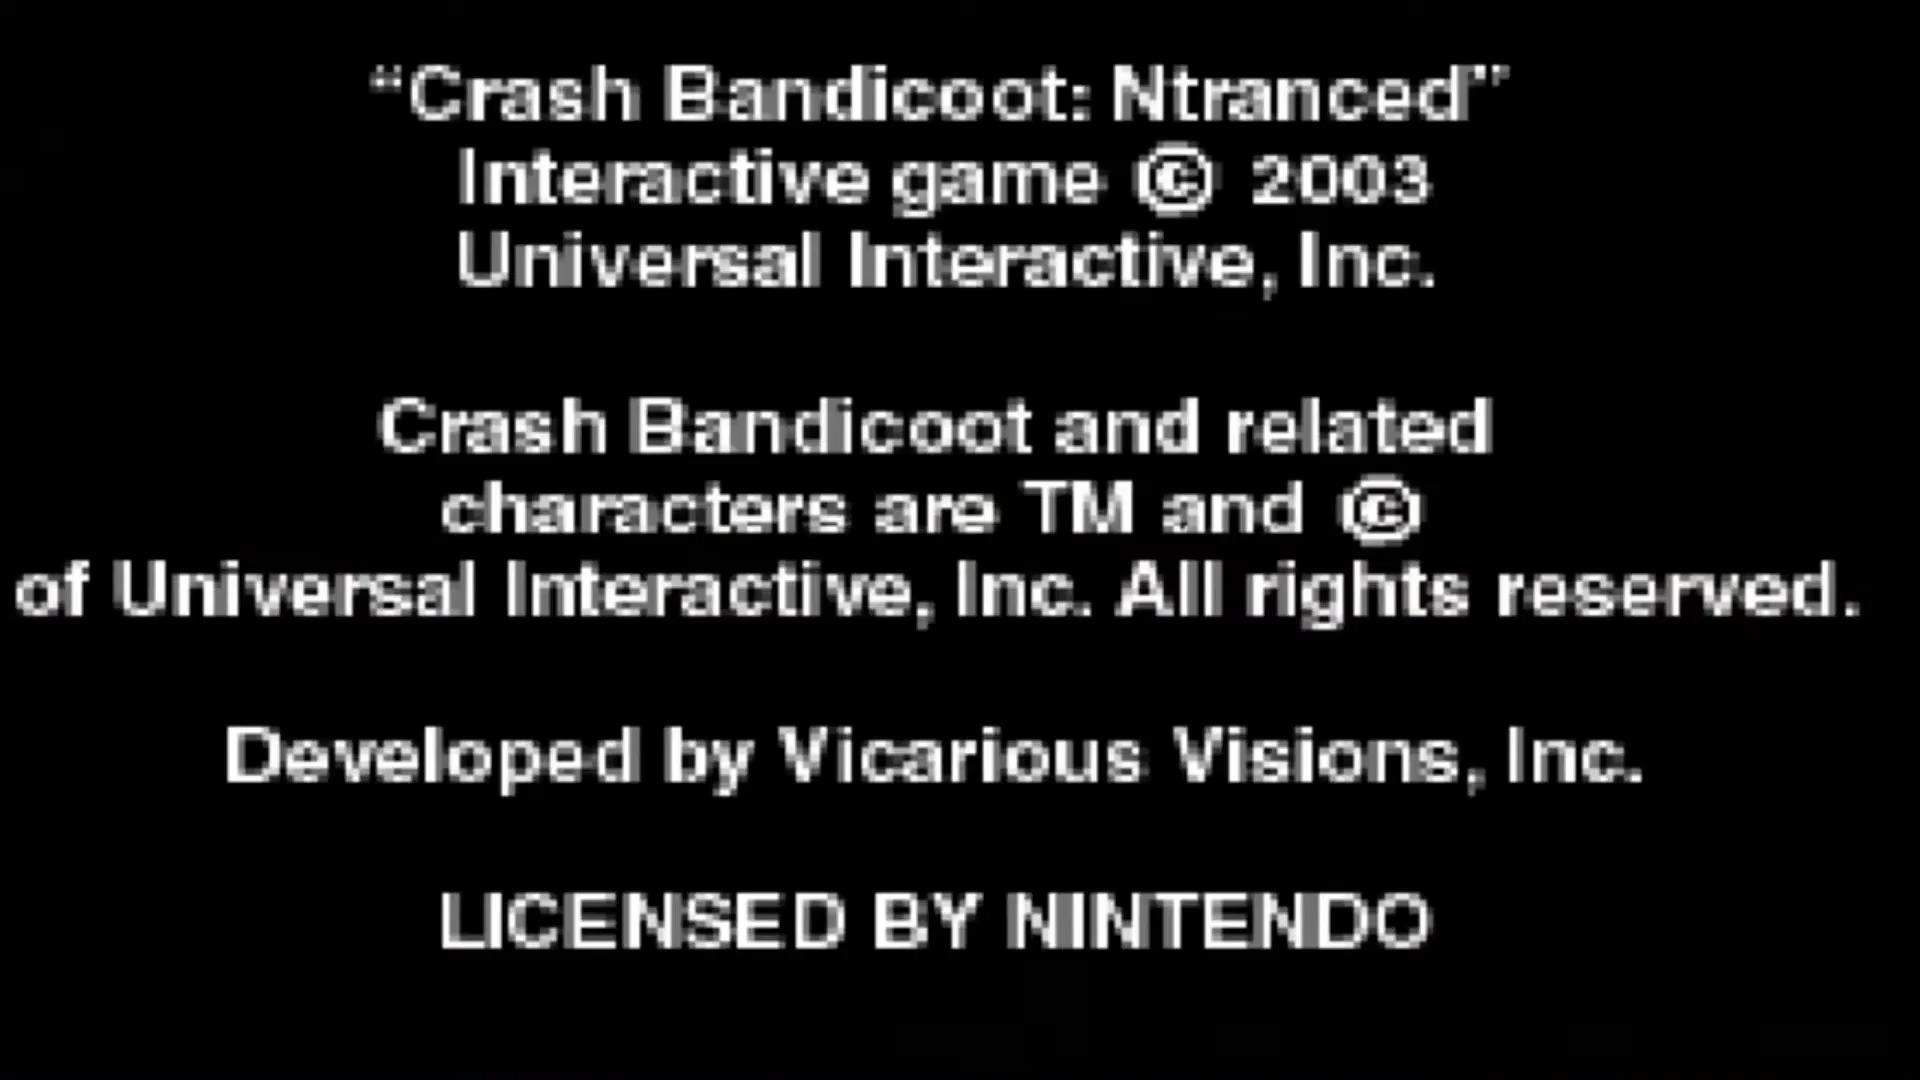 “Crash Bandicoot: Ntranced”
Interactive game © 2003
Universal Interactive, Inc.
Crash Bandicoot and related
characters are TM and ©
of Universal Interactive, Inc. All rights reserved.
Developed by Vicarious Visions, Inc.
LICENSED BY NINTENDO